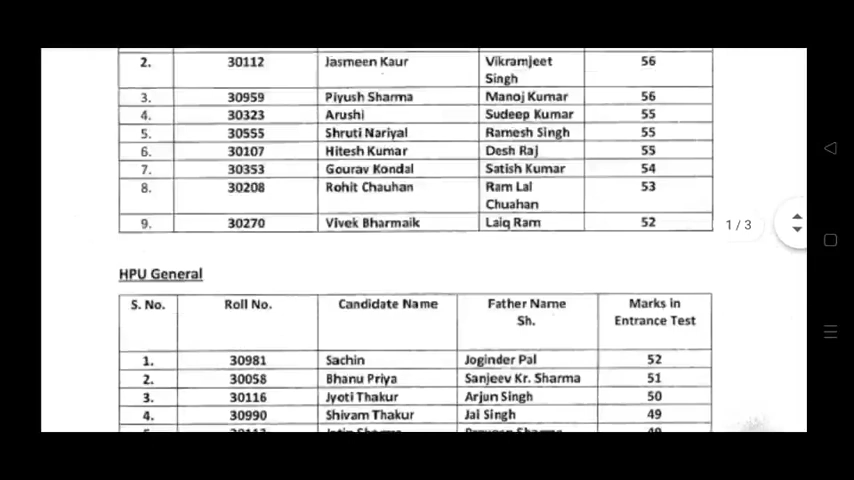 2. 30112 Jasmeen Kaur Vikramjeet Singh 56
3. 30959 Piyush Sharma Manoj Kumar 56
4. 30323 Arushi Sudeep Kumar 55
5. 30555 Shruti Nariyal Ramesh Singh 55
6. 30107 Hitesh Kumar Desh Raj 55
7. 30353 Gourav Kondal Satish Kumar 54
8. 30208 Rohit Chauhan Ram Lal Chuahan 53
9. 30270 Vivek Bharmaik Laiq Ram 52
1 / 3
HPU General
S. No. Roll No. Candidate Name Father Name Sh. Marks in Entrance Test
1. 30981 Sachin Joginder Pal 52
2. 30058 Bhanu Priya Sanjeev Kr. Sharma 51
3. 30116 Jyoti Thakur Arjun Singh 50
4. 30990 Shivam Thakur Jai Singh 49